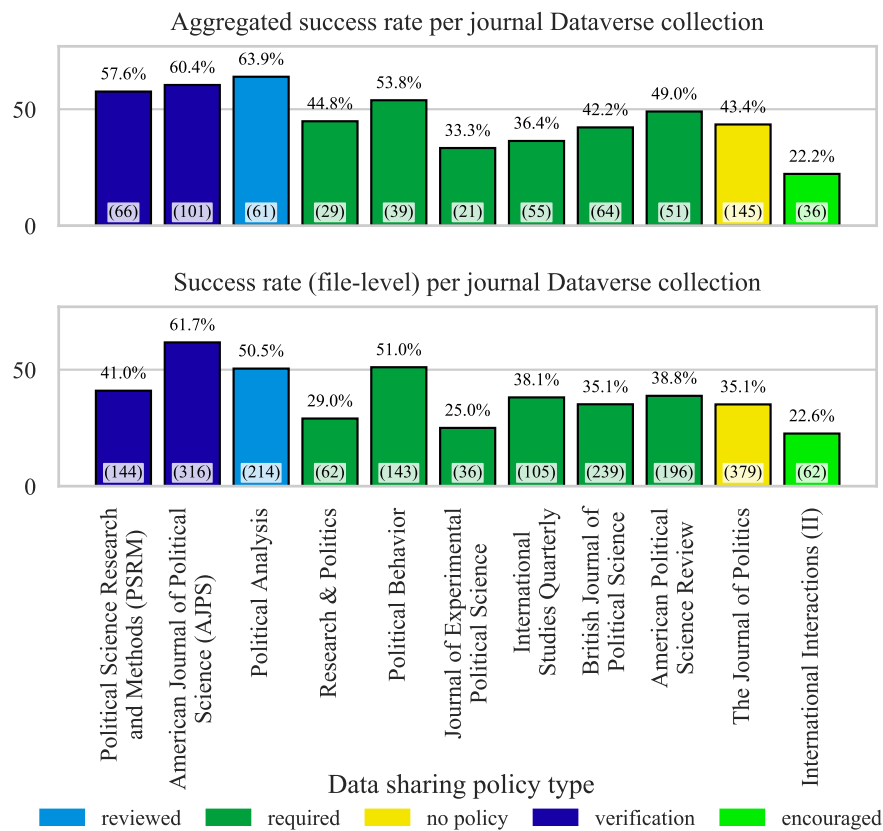 Aggregated success rate per journal Dataverse collection
57.6% 60.4% 63.9% 44.8% 53.8% 33.3% 36.4% 42.2% 49.0% 43.4% 22.2%
50
0
(66) (101) (61) (29) (39) (21) (55) (64) (51) (145) (36)
Success rate (file-level) per journal Dataverse collection
41.0% 61.7% 50.5% 29.0% 51.0% 25.0% 38.1% 35.1% 38.8% 35.1% 22.6%
50
0
(144) (316) (214) (62) (143) (36) (105) (239) (196) (379) (62)
Political Science Research
and Methods (PSRM)
American Journal of Political
Science (AJPS)
Political Analysis
Research & Politics
Political Behavior
Journal of Experimental
Political Science
International
Studies Quarterly
British Journal of
Political Science
American Political
Science Review
The Journal of Politics
International Interactions (II)
Data sharing policy type
reviewed required no policy verification encouraged